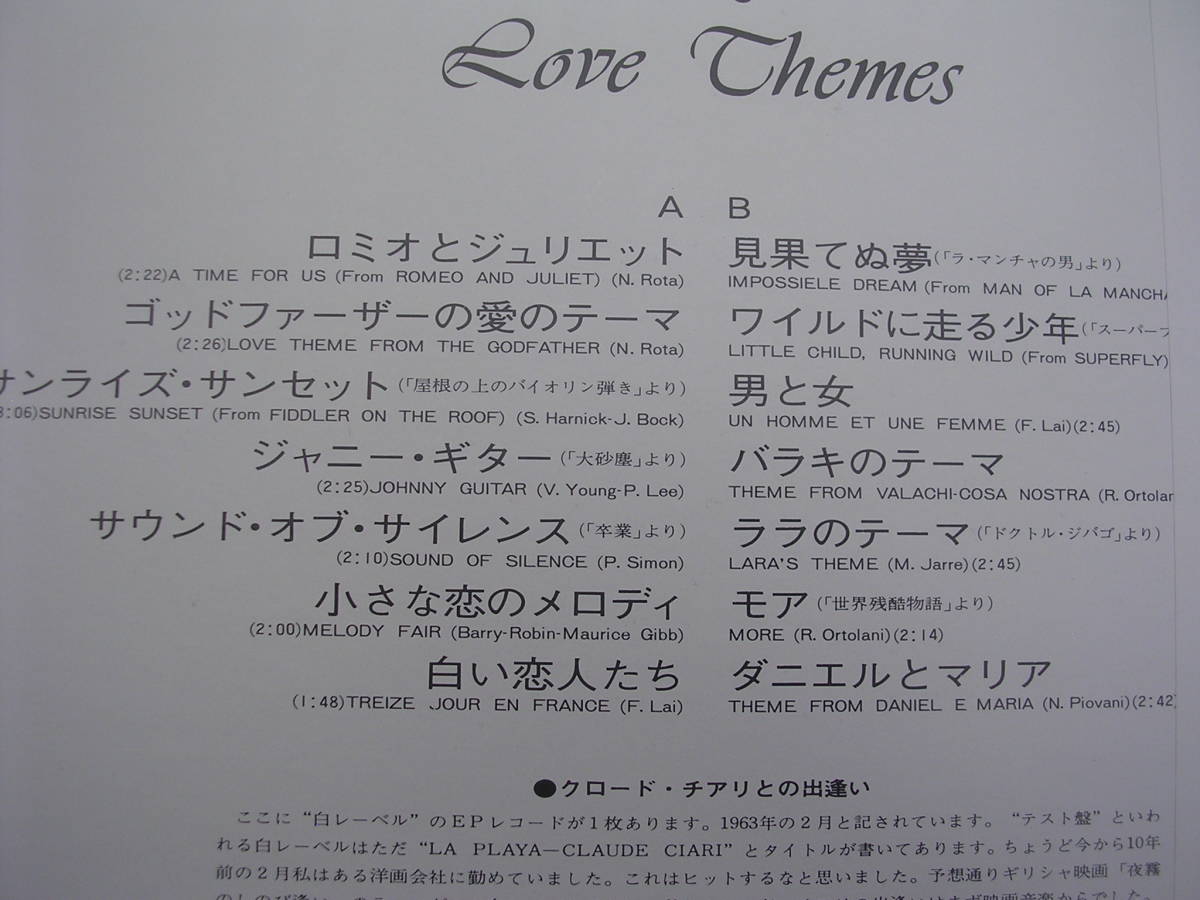 Love Themes
A
ロミオとジュリエット
(2:22)A TIME FOR US (From ROMEO AND JULIET) (N. Rota)
ゴッドファーザーの愛のテーマ
(2:26)LOVE THEME FROM THE GODFATHER (N. Rota)
サンライズ・サンセット(「屋根の上のバイオリン弾き」より)
3:06)SUNRISE SUNSET (From FIDDLER ON THE ROOF) (S. Harnick-J. Bock)
ジャニー・ギター(「大砂塵」より)
(2:25)JOHNNY GUITAR (V. Young-P. Lee)
サウンド・オブ・サイレンス(「卒業」より)
(2:10)SOUND OF SILENCE (P. Simon)
小さな恋のメロディ
(2:00)MELODY FAIR (Barry-Robin-Maurice Gibb)
白い恋人たち
(1:48)TREIZE JOUR EN FRANCE (F. Lai)
B
見果てぬ夢(「ラ・マンチャの男」より)
IMPOSSIELE DREAM (From MAN OF LA MANCHA
ワイルドに走る少年(「スーパーフ
LITTLE CHILD, RUNNING WILD (From SUPERFLY)
男と女
UN HOMME ET UNE FEMME (F. Lai)(2:45)
バラキのテーマ
THEME FROM VALACHI-COSA NOSTRA (R. Ortolan
ララのテーマ(「ドクトル・ジバゴ」より)
LARA'S THEME (M. Jarre)(2:45)
モア(「世界残酷物語」より)
MORE (R. Ortolani)(2:14)
ダニエルとマリア
THEME FROM DANIEL E MARIA (N. Piovani)(2:42
●クロード・チアリとの出逢い
ここに“白レーベル”のEPレコードが1枚あります。1963年の2月と記されています。“テスト盤”といわ
れる白レーベルはただ“LA PLAYA—CLAUDE CIARI”とタイトルが書いてあります。ちょうど今から10年
前の2月私はある洋画会社に勤めていました。これはヒットするなと思いました。予想通りギリシャ映画「夜霧